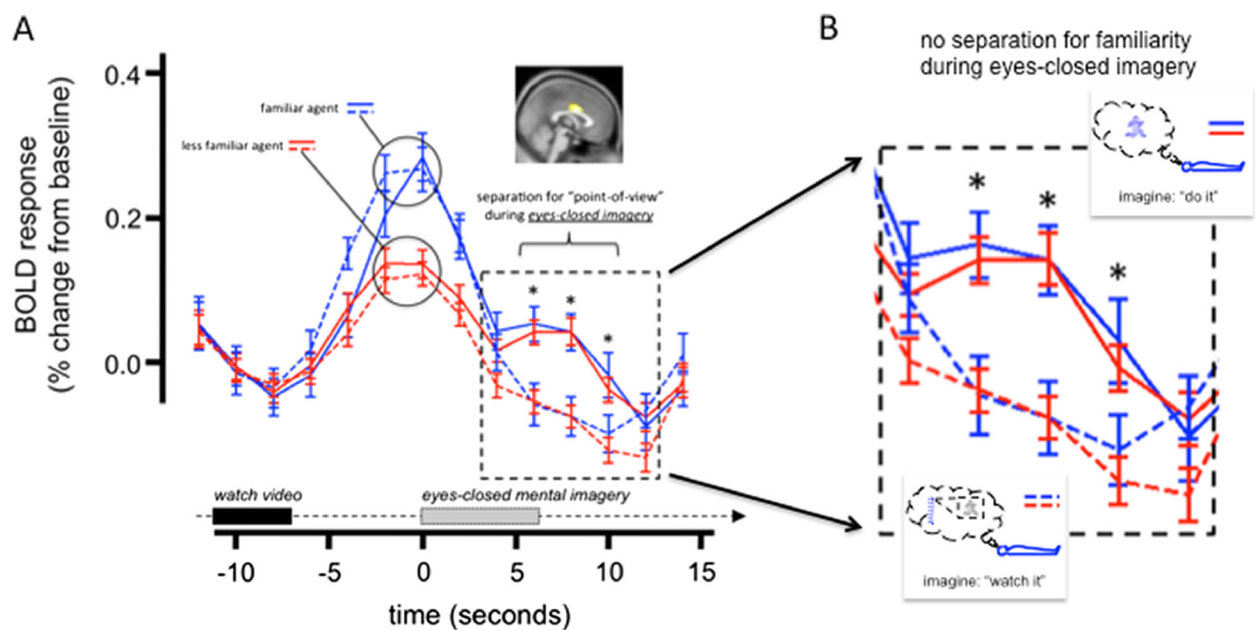 A
BOLD response
(% change from baseline)
0.4
0.2
0.0
familiar agent
less familiar agent
separation for "point-of-view"
during eyes-closed imagery
*
*
*
watch video
eyes-closed mental imagery
-10
-5
0
5
10
15
time (seconds)
B
no separation for familiarity
during eyes-closed imagery
imagine: "do it"
*
*
*
imagine: "watch it"